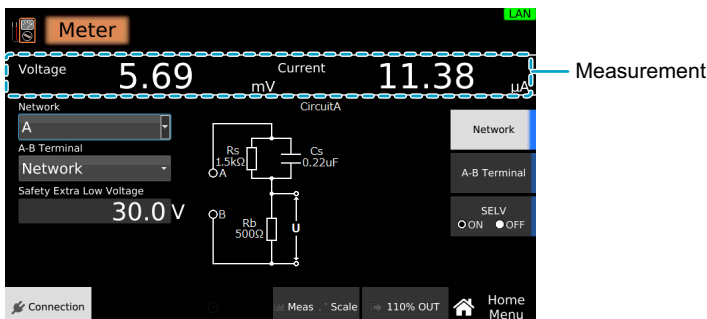 LAN
Meter
Voltage 5.69 mV Current 11.38 µA
Measurement
Network
CircuitA
A
Network
A-B Terminal
Rs
1.5kΩ
Cs
0.22uF
A
Network
A-B Terminal
Safety Extra Low Voltage
30.0 V
SELV
ON OFF
B
Rb
500Ω
U
Connection
Meas Scale
110% OUT
Home
Menu